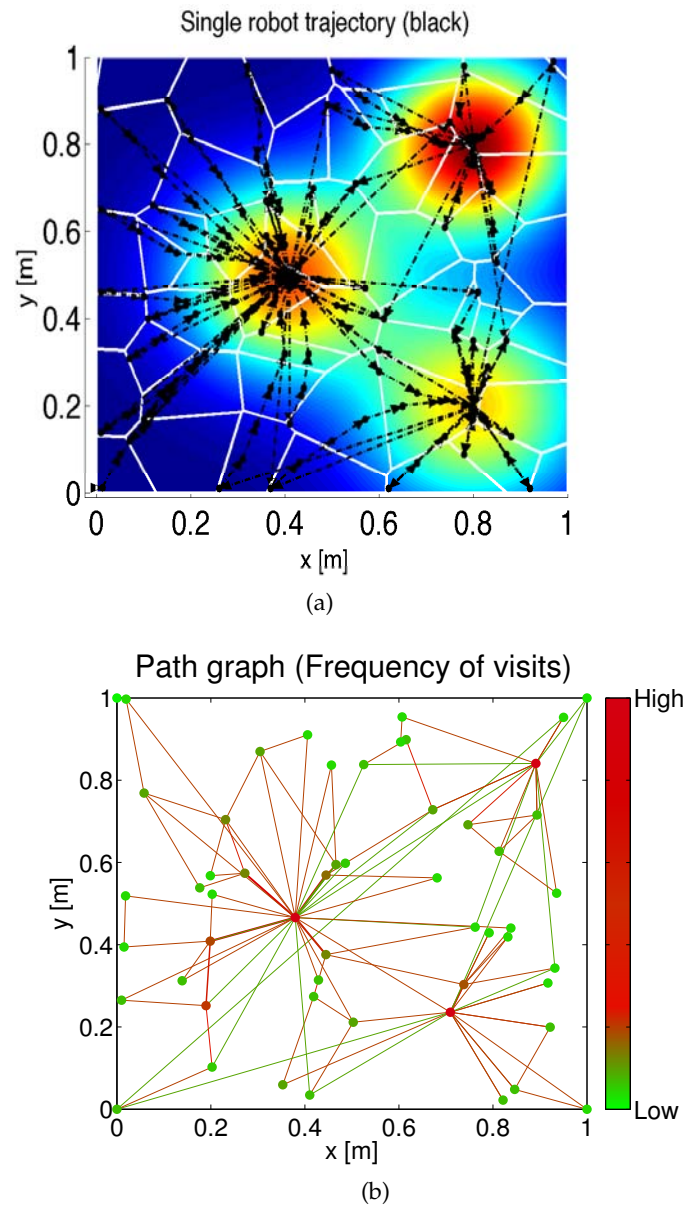 Single robot trajectory (black)
1
0.8
0.6
0.4
0.2
0
y [m]
0 0.2 0.4 0.6 0.8 1
x [m]
(a)
Path graph (Frequency of visits)
1
0.8
0.6
0.4
0.2
0
y [m]
0 0.2 0.4 0.6 0.8 1
x [m]
High
Low
(b)